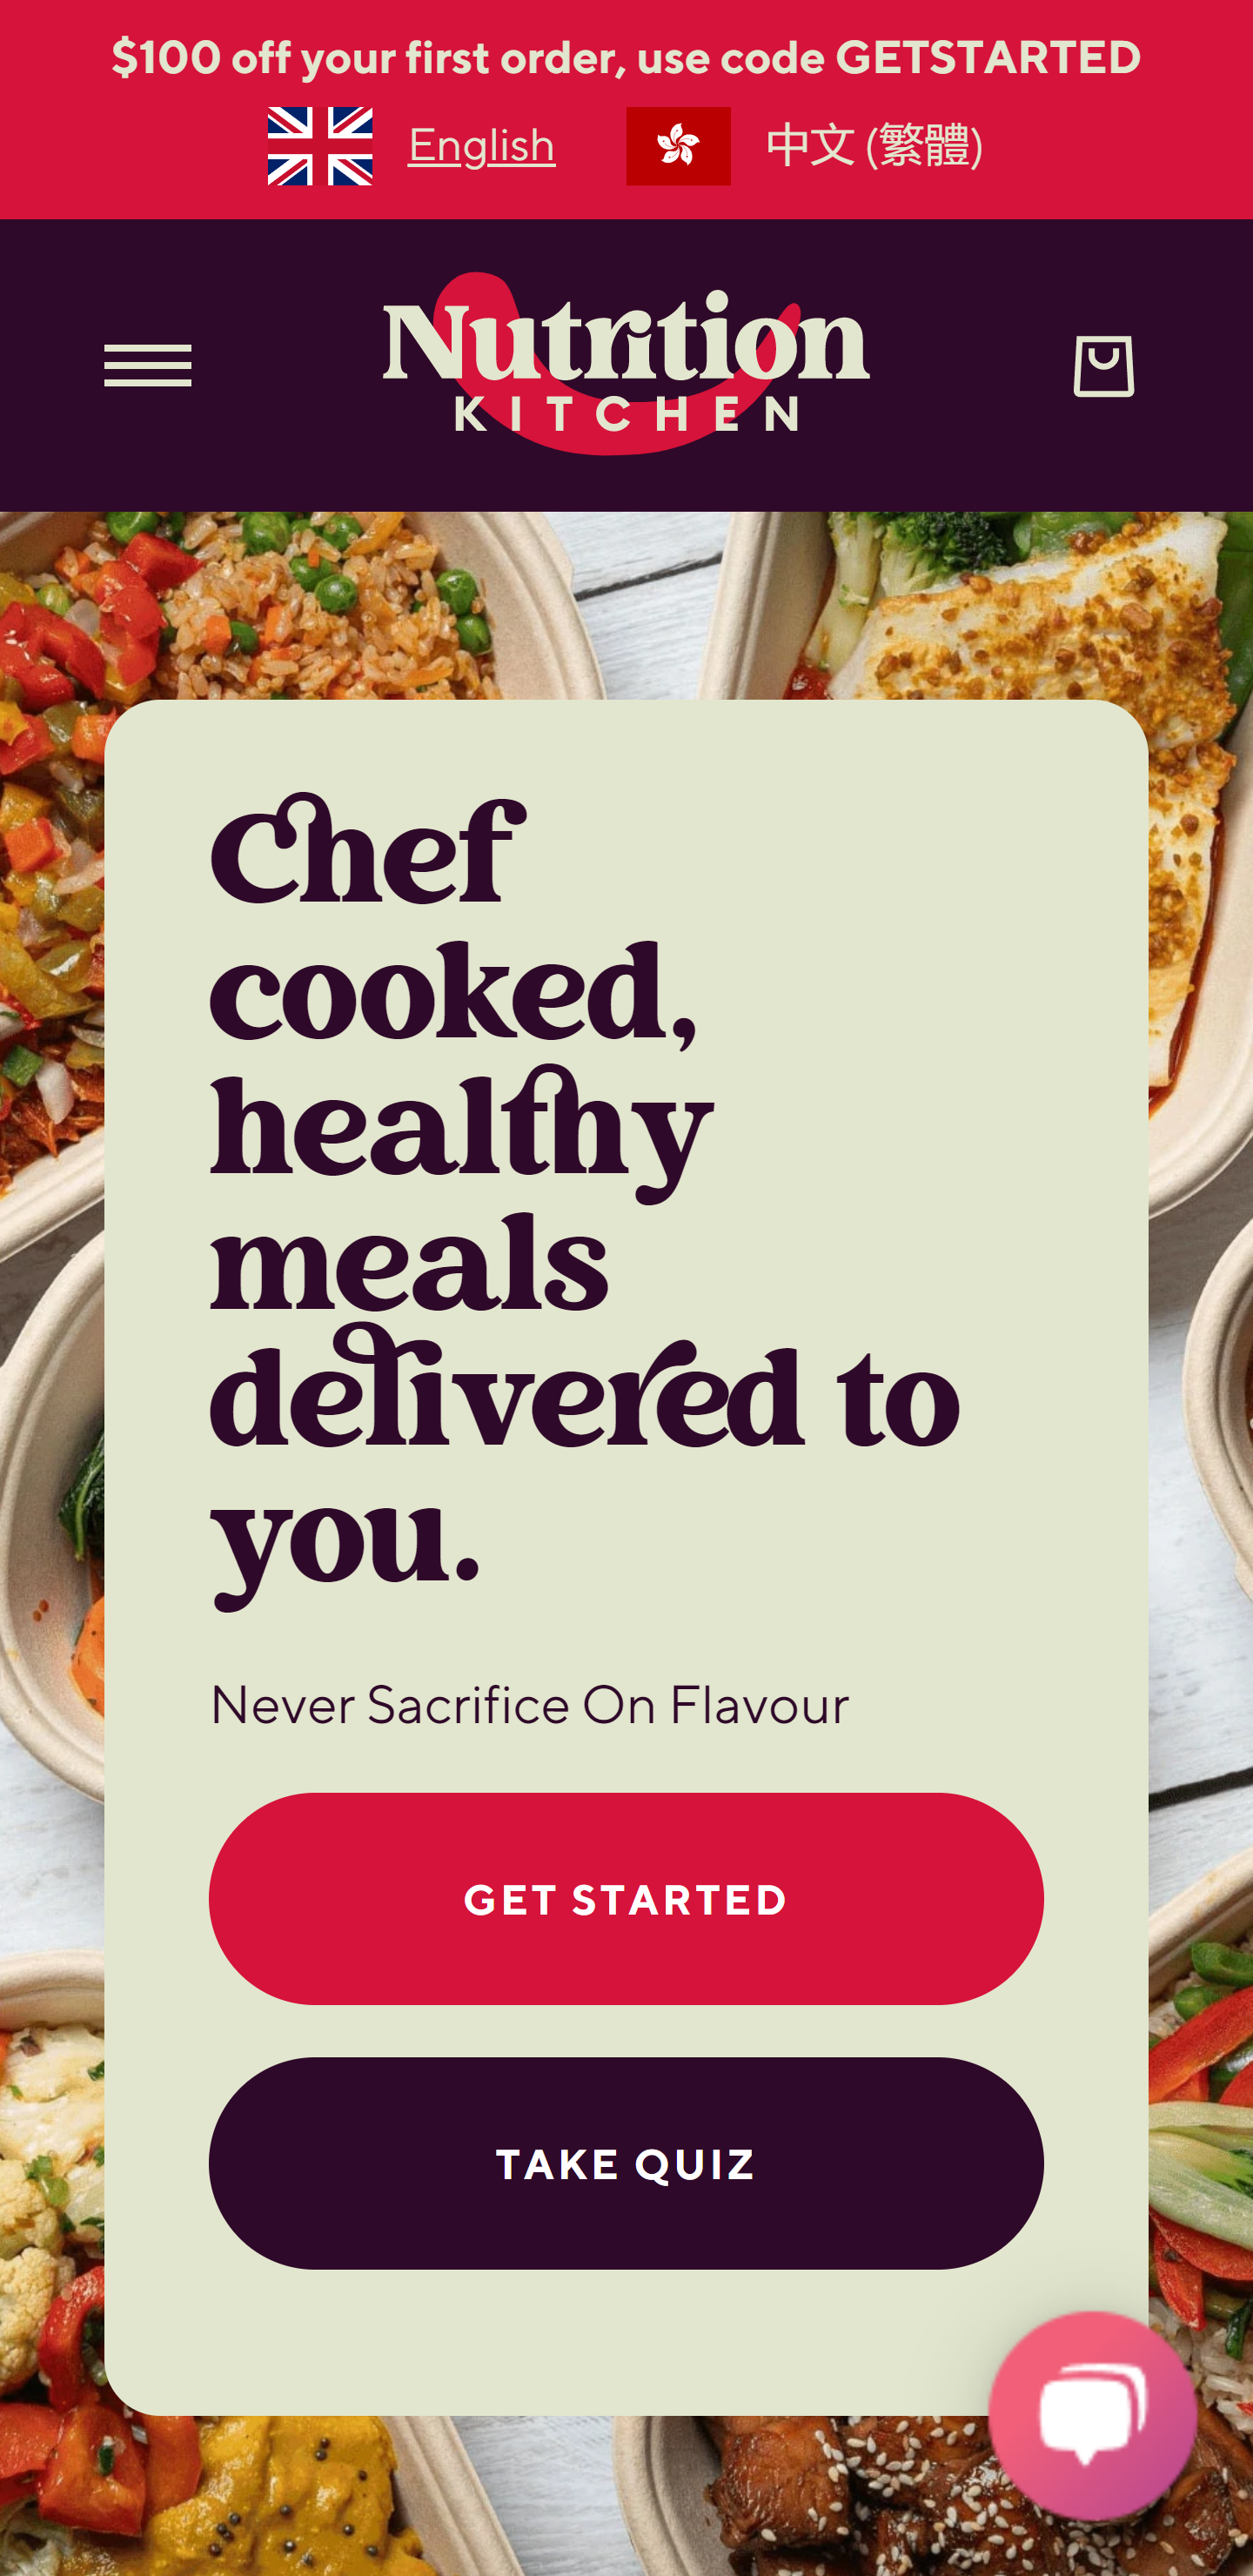 $100 off your first order, use code GETSTARTED
English 中文 (繁體)
Nutrition
KITCHEN
Chef
cooked,
healthy
meals
delivered to
you.
Never Sacrifice On Flavour
GET STARTED
TAKE QUIZ